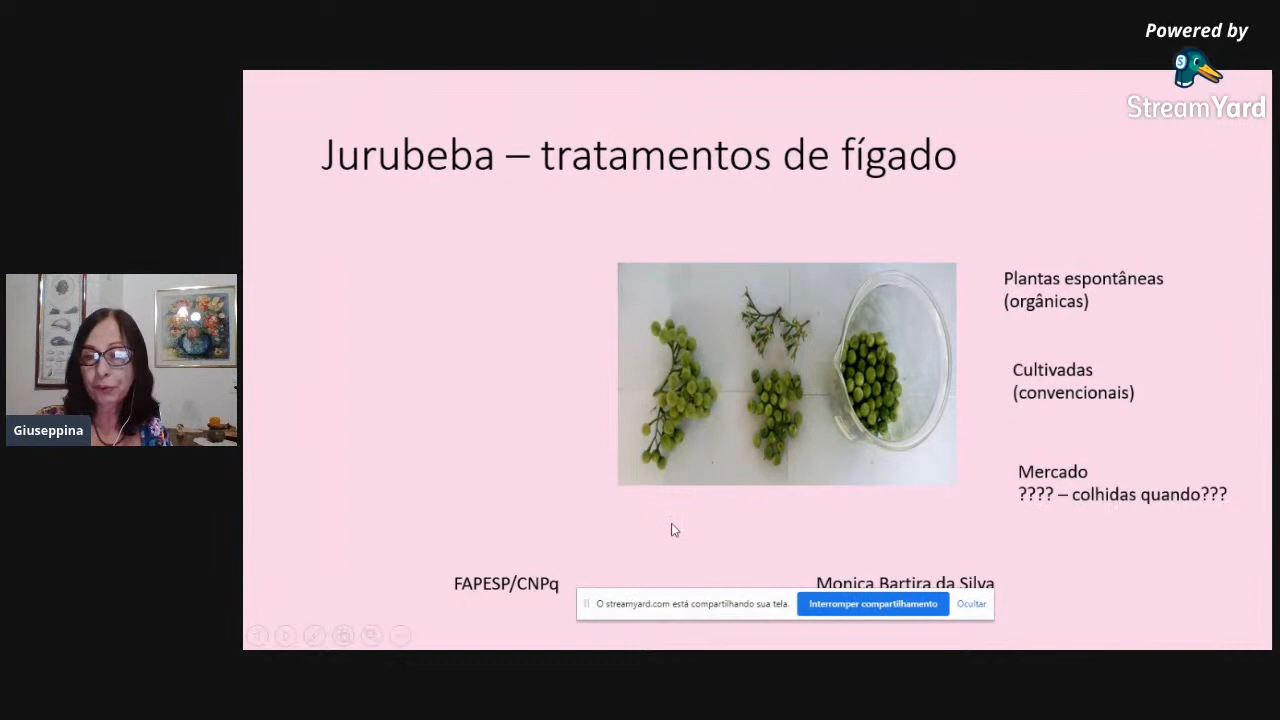 Powered by
StreamYard
Jurubeba – tratamentos de fígado
Plantas espontâneas
(orgânicas)
Cultivadas
(convencionais)
Mercado
???? – colhidas quando???
Giuseppina
FAPESP/CNPq
Monica Bartira da Silva
O streamyard.com está compartilhando sua tela.
Interromper compartilhamento
Ocultar